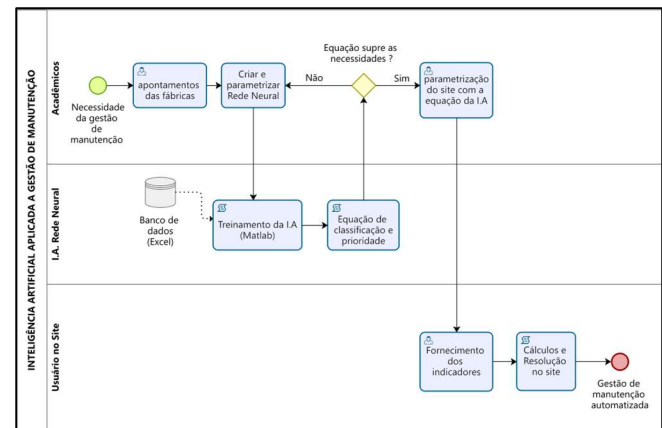 INTELIGÊNCIA ARTIFICIAL APLICADA A GESTÃO DE MANUTENÇÃO
Acadêmicos
Necessidade
da gestão
de
manutenção
apontamentos
das fábricas
Criar e
parametrizar
Rede Neural
Não
Equação supre as
necessidades ?
Sim
parametrização
do site com a
equação da I.A
I.A. Rede Neural
Banco de
dados
(Excel)
Treinamento da I.A
(Matlab)
Equação de
classificação e
prioridade
Usuário no Site
Fornecimento
dos
indicadores
Cálculos e
Resolução
no site
Gestão de
manutenção
automatizada